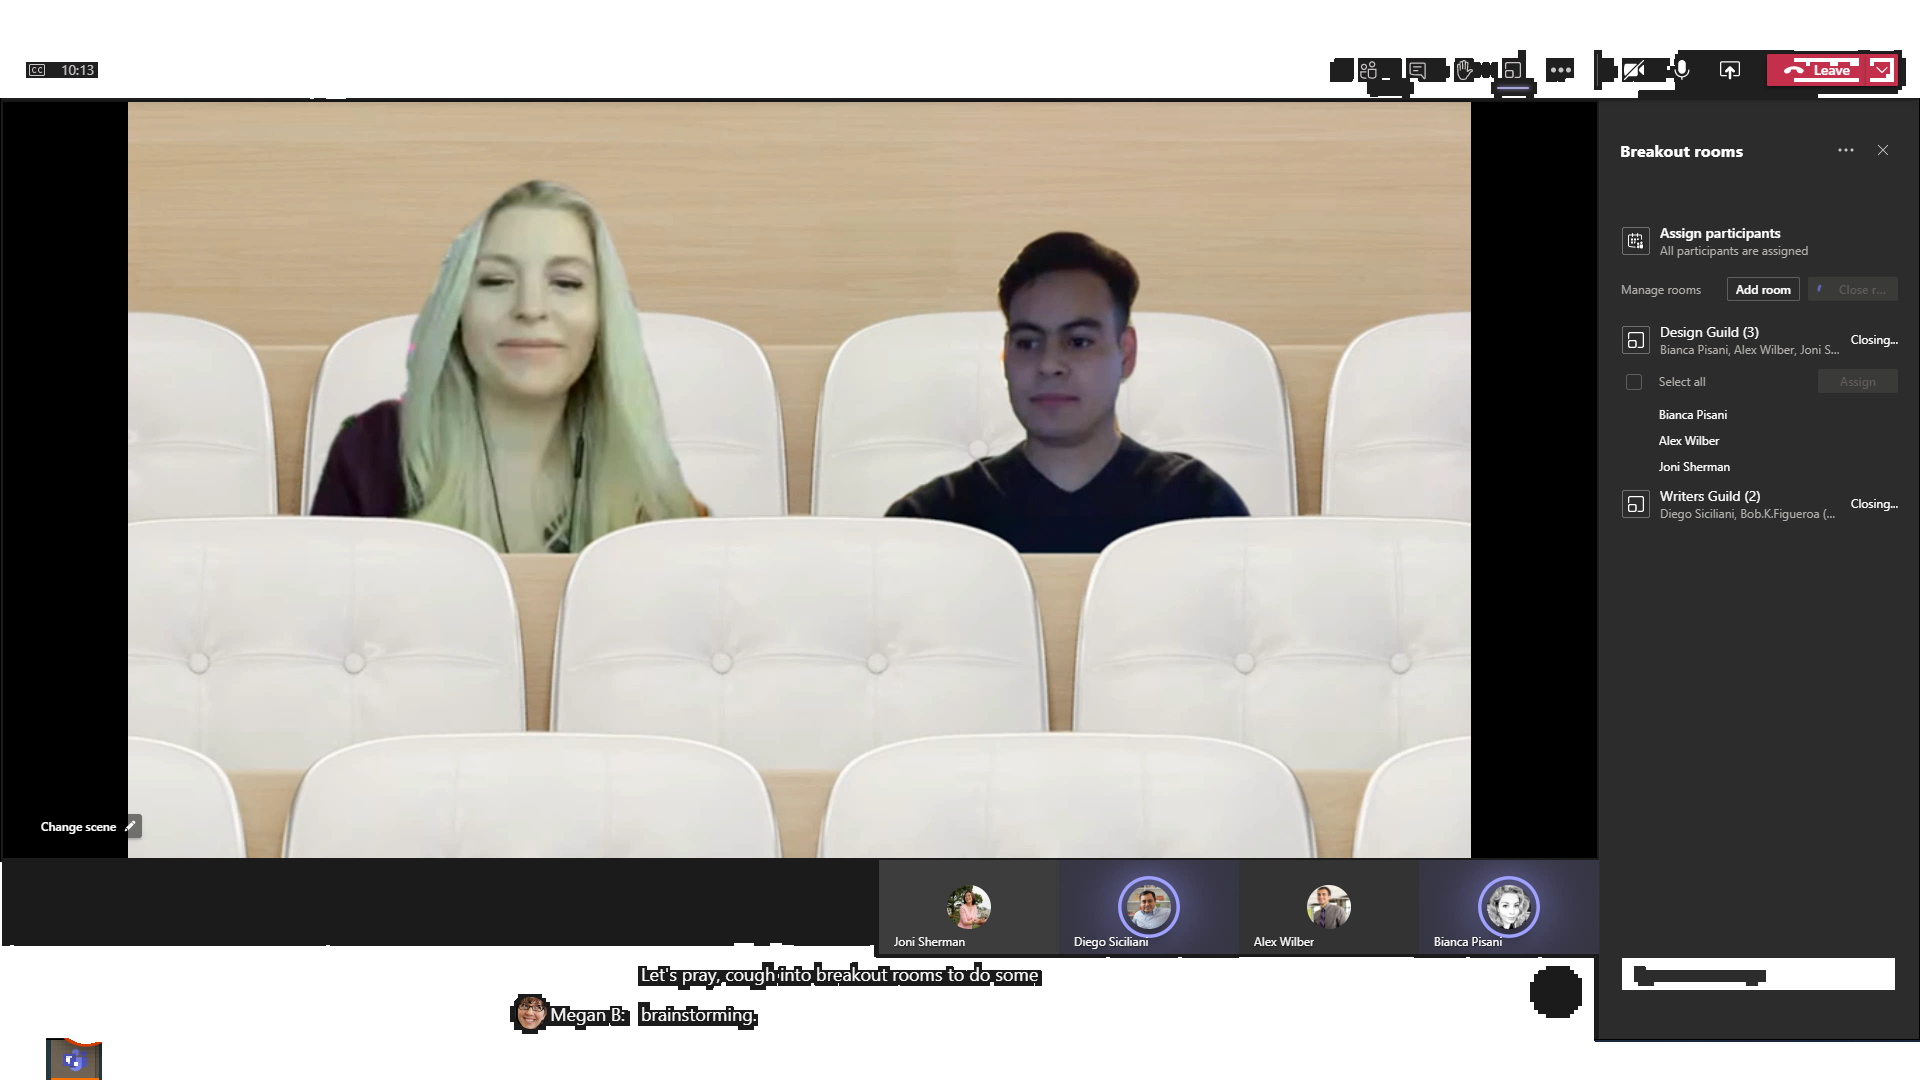 CC 10:13
Leave
Breakout rooms
Assign participants
All participants are assigned
Manage rooms Add room Close r...
Design Guild (3)
Bianca Pisani, Alex Wilber, Joni S...
Closing...
Select all Assign
Bianca Pisani
Alex Wilber
Joni Sherman
Writers Guild (2)
Diego Siciliani, Bob.K.Figueroa (...
Closing...
Change scene
Joni Sherman
Diego Siciliani
Alex Wilber
Bianca Pisani
Let's pray, cough into breakout rooms to do some
Megan B: brainstorming.